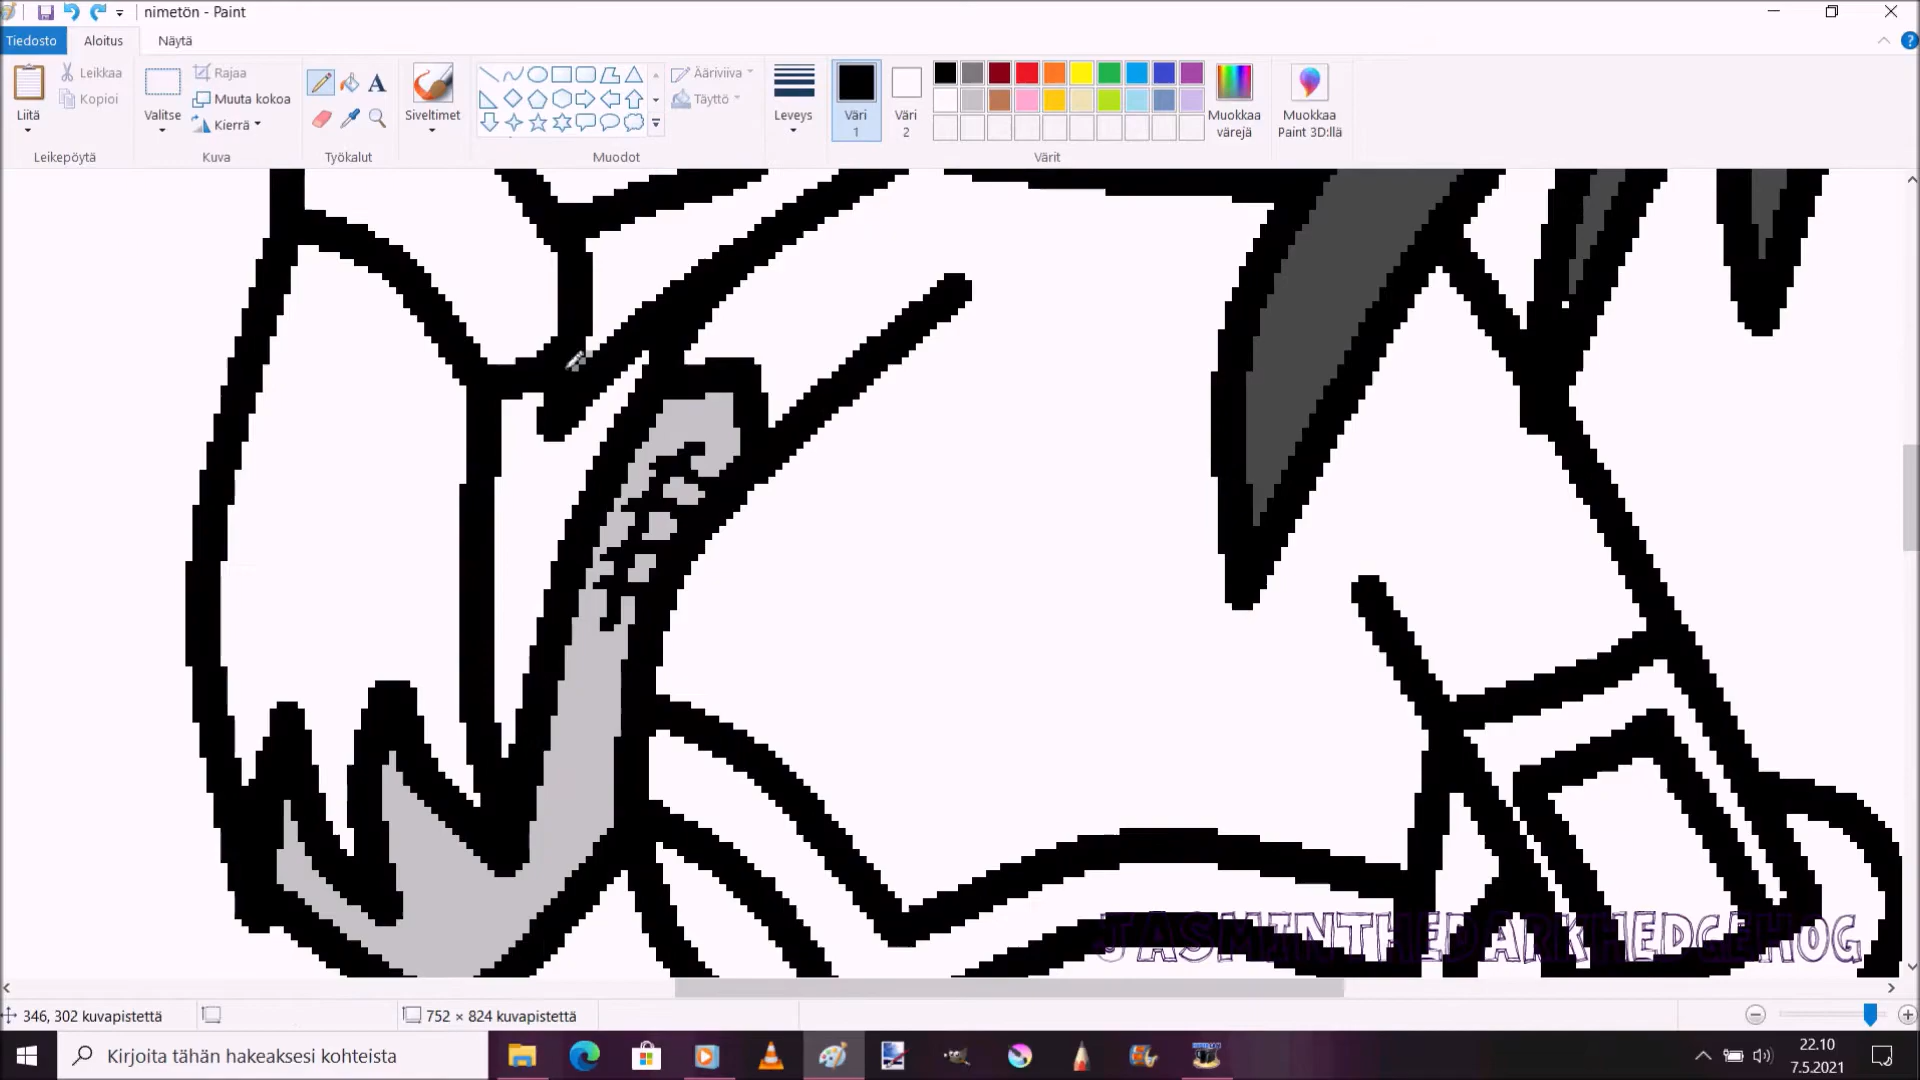 nimetön - Paint
Tiedosto Aloitus Näytä
Liitä
Leikkaa
Kopioi
Leikepöytä
Valitse
Rajaa
Muuta kokoa
Kierrä
Kuva
A
Työkalut
Siveltimet
Muodot
Ääriviiva
Täyttö
Leveys
Väri 1
Väri 2
Värit
Muokkaa värejä
Muokkaa Paint 3D:llä
JASMINTHEDARKHEDGEHOG
346, 302 kuvapistettä
752 × 824 kuvapistettä
Kirjoita tähän hakeaksesi kohteista
22.10
7.5.2021